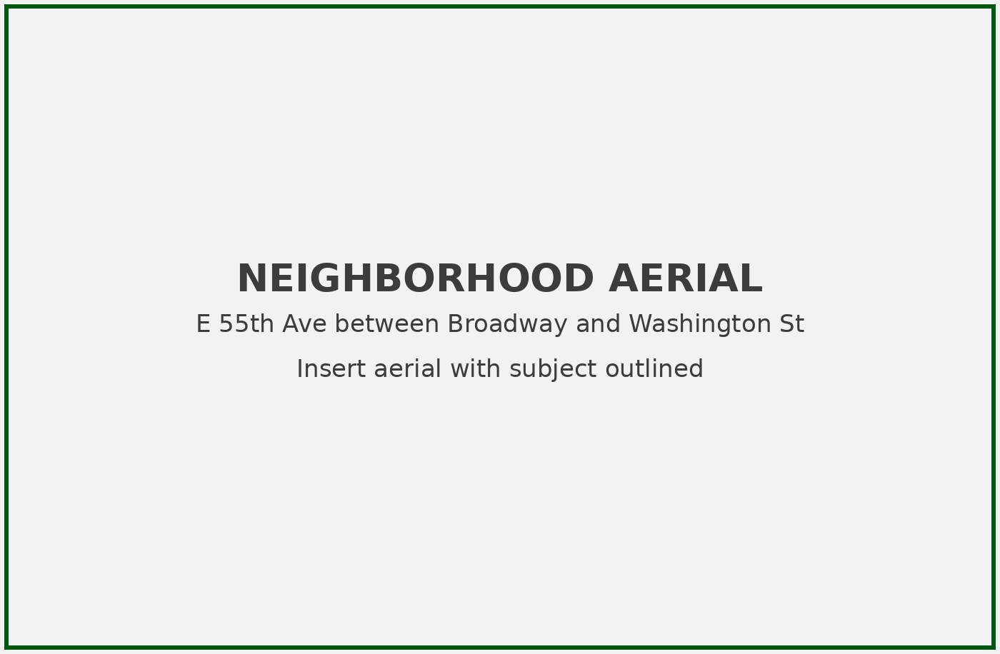 NEIGHBORHOOD AERIAL
E 55th Ave between Broadway and Washington St
Insert aerial with subject outlined